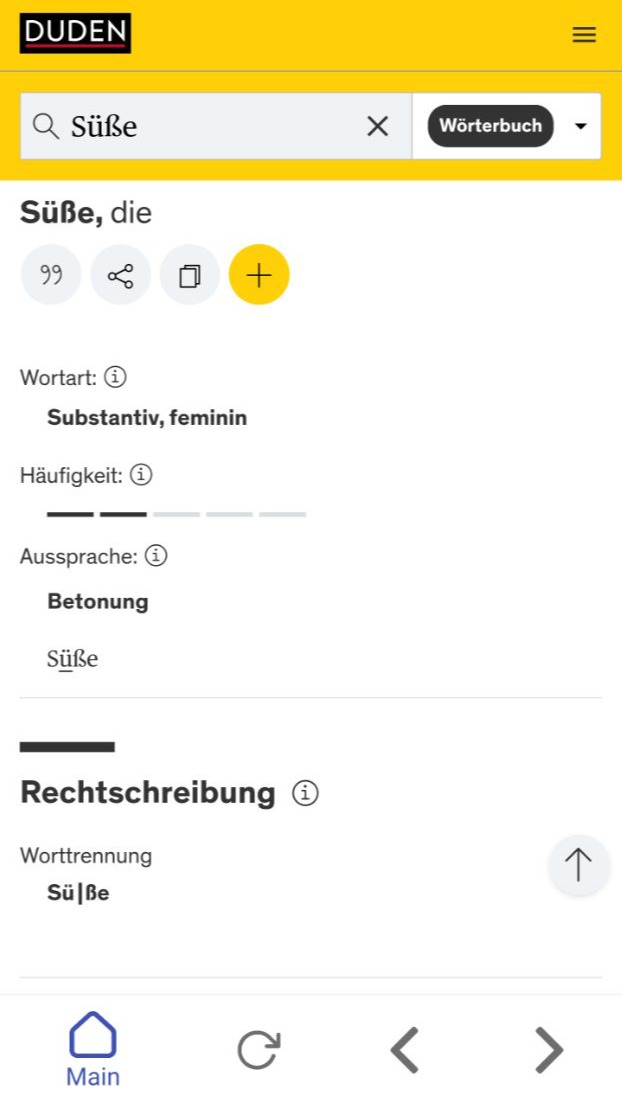 DUDEN
Süße
Wörterbuch
Süße, die
Wortart:
Substantiv, feminin
Häufigkeit:
Aussprache:
Betonung
Süße
Rechtschreibung
Worttrennung
Sü|ße
Main